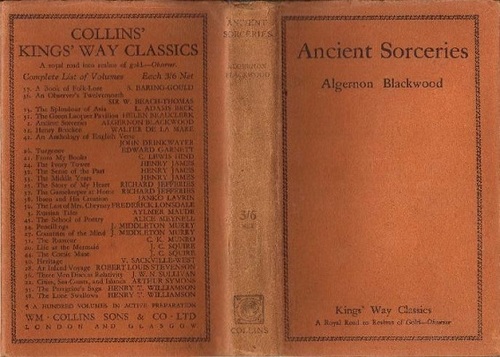 COLLINS'
KINGS' WAY CLASSICS
A royal road into realms of gold.—Observer.
Complete List of Volumes Each 3/6 Net
A Book of Folk-Lore S. BARING-GOULD
An Observer's Twelvemonth
SIR W. BEACH-THOMAS
The Splendour of Asia L. ADAMS BECK
The Green Lacquer Pavilion HELEN BEAUCLERK
Ancient Sorceries ALGERNON BLACKWOOD
Henry Brocken WALTER DE LA MARE
An Anthology of English Verse
JOHN DRINKWATER
Turgenev EDWARD GARNETT
From My Books C. LEWIS HIND
The Ivory Tower HENRY JAMES
The Sense of the Past HENRY JAMES
The Middle Years HENRY JAMES
The Story of My Heart RICHARD JEFFERIES
The Gamekeeper at Home RICHARD JEFFERIES
Ibsen and His Creation JANKO LAVRIN
The Last of Mrs. Cheyney FREDERICK LONSDALE
Russian Tales AYLMER MAUDE
The School of Poetry ALICE MEYNELL
Pencillings J. MIDDLETON MURRY
Countries of the Mind J. MIDDLETON MURRY
The Rumour C. K. MUNRO
Life at the Mermaid J. C. SQUIRE
The Comic Muse J. C. SQUIRE
Heritage V. SACKVILLE-WEST
An Inland Voyage ROBERT LOUIS STEVENSON
Three Men Discuss Relativity J. W. N. SULLIVAN
Cities, Sea Coasts, and Islands ARTHUR SYMONS
The Peregrine's Saga HENRY T. WILLIAMSON
The Lone Swallows HENRY T. WILLIAMSON
A HUNDRED VOLUMES IN ACTIVE PREPARATION
WM · COLLINS SONS & CO · LTD
LONDON AND GLASGOW
ANCIENT
SORCERIES
ALGERNON
BLACKWOOD
3/6
NET
COLLINS
Ancient Sorceries
Algernon Blackwood
Kings' Way Classics
A Royal Road to Realms of Gold—Observer